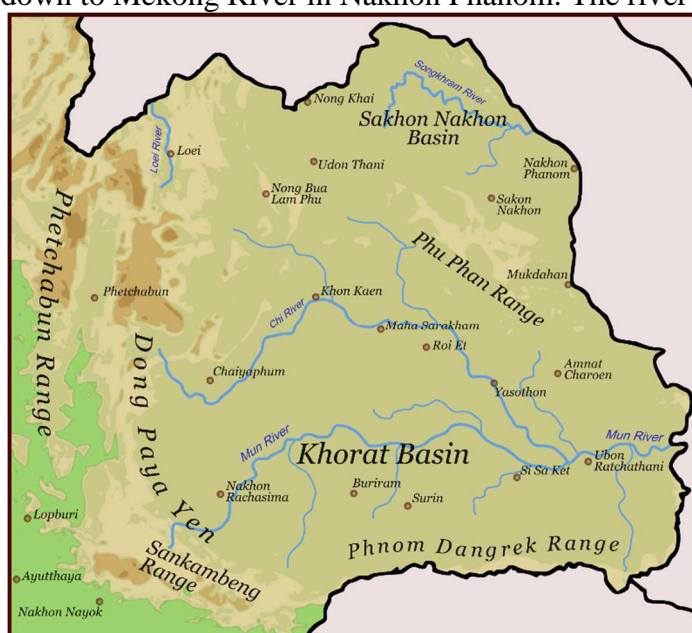 down to Mekong River in Nakhon Phanom. The river
Songkhram River
Nong Khai
Sakhon Nakhon
Basin
Loei River
Loei
Udon Thani
Nakhon
Phanom
Nong Bua
Lam Phu
Sakon
Nakhon
Phetchabun Range
Phu Phan Range
Mukdahan
Phetchabun
Khon Kaen
Chi River
Maha Sarakham
Roi Et
Dong Paya Yen
Chaiyaphum
Amnat
Charoen
Yasothon
Mun River
Mun River
Khorat Basin
Ubon
Ratchathani
Si Sa Ket
Nakhon
Rachasima
Buriram
Surin
Lopburi
Phnom Dangrek Range
Sankambeng
Range
Ayutthaya
Nakhon Nayok